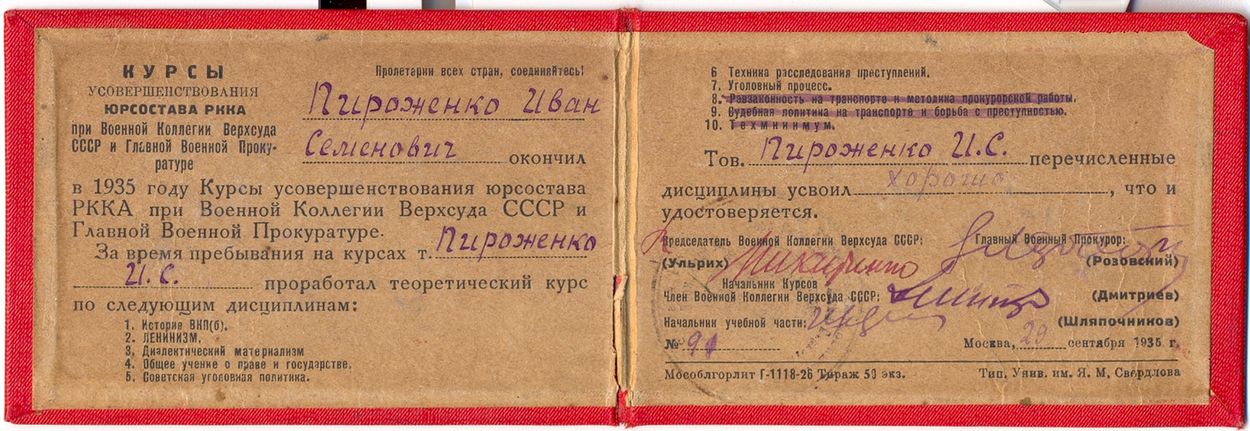 КУРСЫ
УСОВЕРШЕНСТВОВАНИЯ
ЮРСОСТАВА РККА
при Военной Коллегии Верхсуда
СССР и Главной Военной Проку-
ратуре
Пролетарии всех стран, соединяйтесь!
Пироженко Иван
Семенович окончил
в 1935 году Курсы усовершенствования юрсостава
РККА при Военной Коллегии Верхсуда СССР и
Главной Военной Прокуратуре.
За время пребывания на курсах т. Пироженко
И.С. проработал теоретический курс
по следующим дисциплинам:
1. История ВКП(б).
2. ЛЕНИНИЗМ.
3. Диалектический материализм
4. Общее учение о праве и государстве.
5. Советская уголовная политика.
6 Техника расследования преступлений.
7. Уголовный процесс.
8. Ревзаконность на транспорте и методика прокурорской работы.
9. Судебная политика на транспорте и борьба с преступностью.
10. Техминимум.
Тов. Пироженко И.С. перечисленные
дисциплины усвоил хорошо, что и
удостоверяется.
Председатель Военной Коллегии Верхсуда СССР:
(Ульрих)
Главный Военный Прокурор:
(Розовский)
Начальник Курсов
Член Военной Коллегии Верхсуда СССР:
(Дмитриев)
Начальник учебной части:
(Шляпочников)
№ 91 Москва, 29 сентября 1935 г.
Мособлгорлит Г-1118-26 Тираж 50 экз. Тип. Унив. им. Я. М. Свердлова